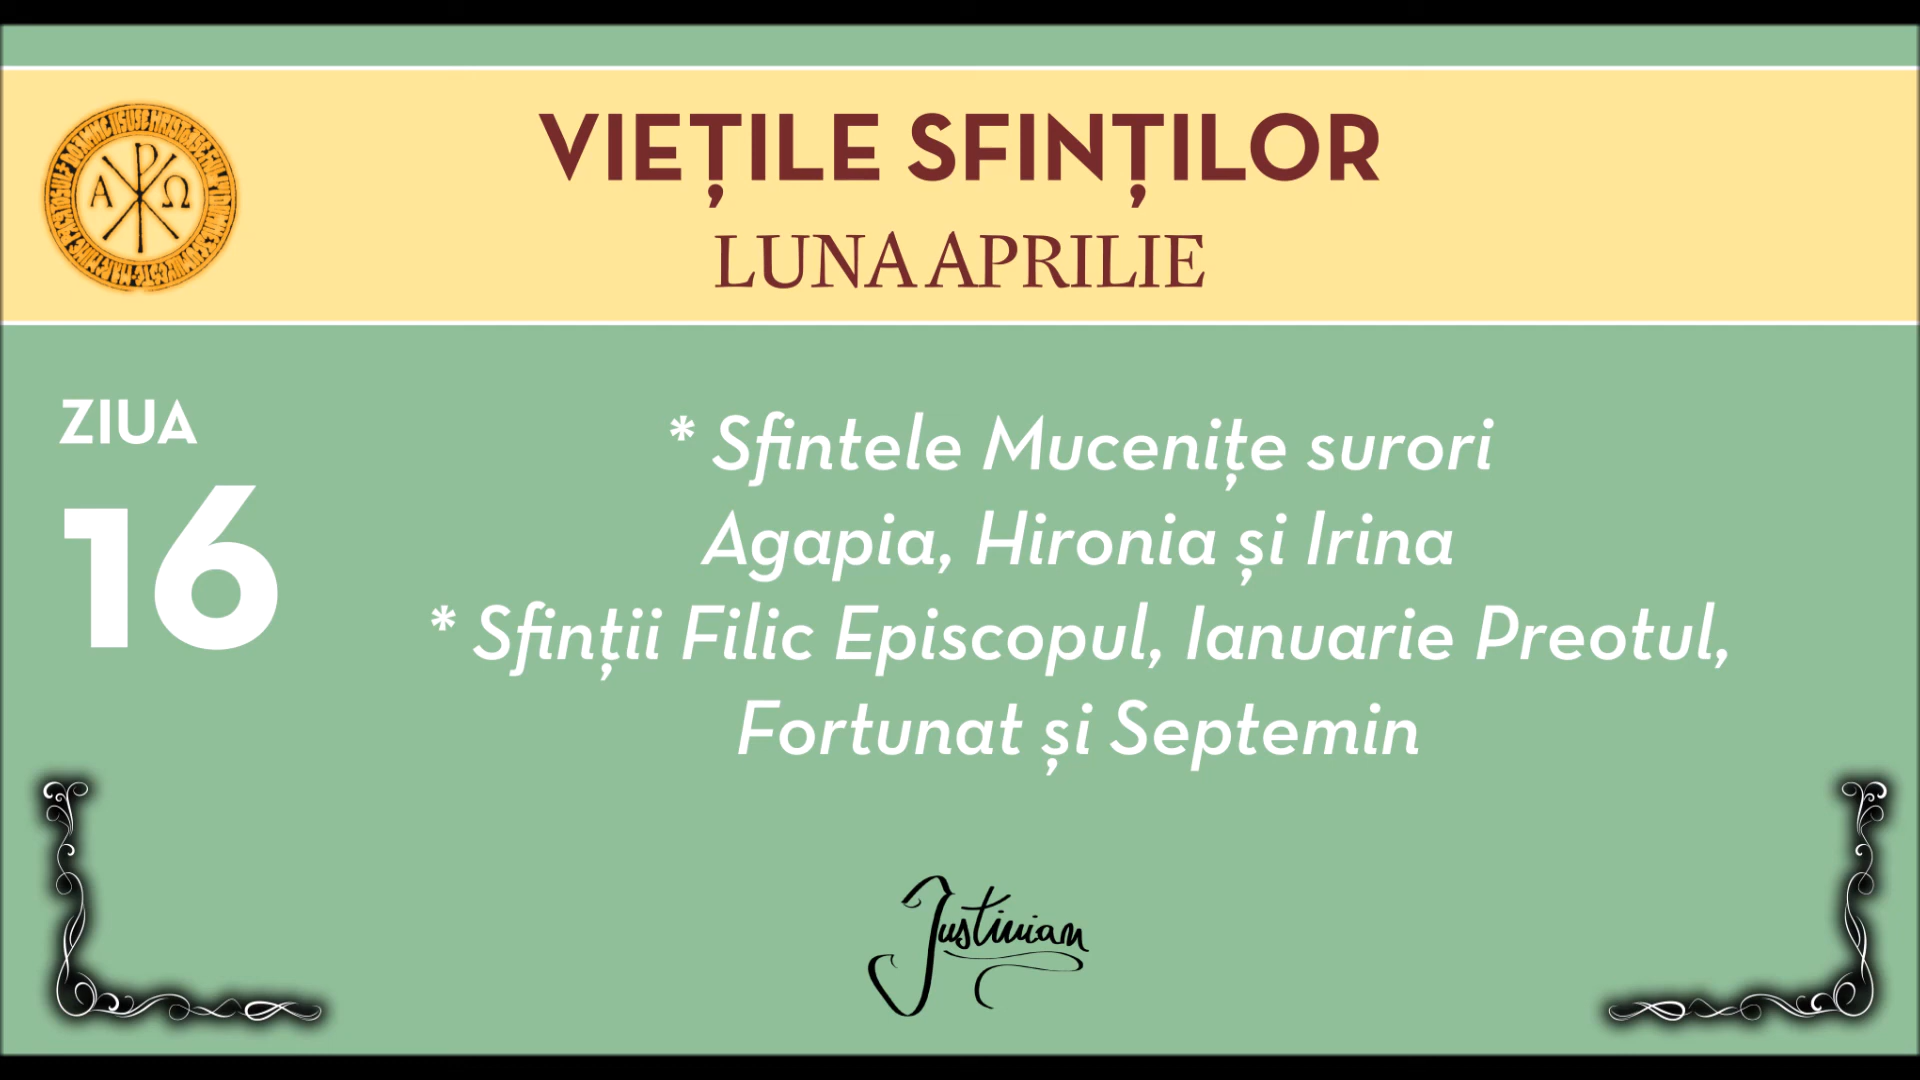 VIEȚILE SFINȚILOR
LUNA APRILIE
Α Ρ Ω
ZIUA
16
* Sfintele Mucenițe surori
Agapia, Hironia și Irina
* Sfinții Filic Episcopul, Ianuarie Preotul,
Fortunat și Septemin
Justinian